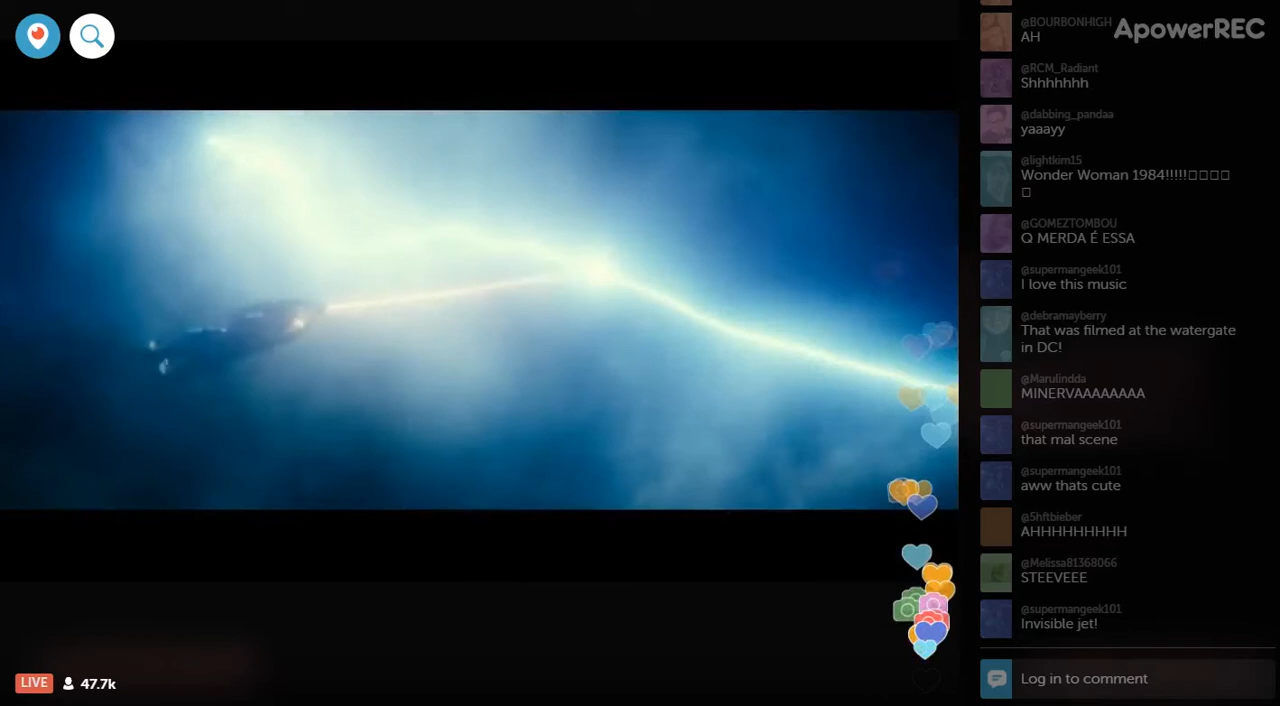 @BOURBONHIGH
AH
ApowerREC
@RCM_Radiant
Shhhhhhh
@dabbing_pandaa
yaaayy
@lightkim15
Wonder Woman 1984!!!!!□□□□
□
@GOMEZTOMBOU
Q MERDA É ESSA
@supermangeek101
I love this music
@debramayberry
That was filmed at the watergate
in DC!
@Marulindda
MINERVAAAAAAAA
@supermangeek101
that mal scene
@supermangeek101
aww thats cute
@5hftbieber
AHHHHHHHHH
@Melissa81368066
STEEVEEE
@supermangeek101
Invisible jet!
LIVE 47.7k
Log in to comment